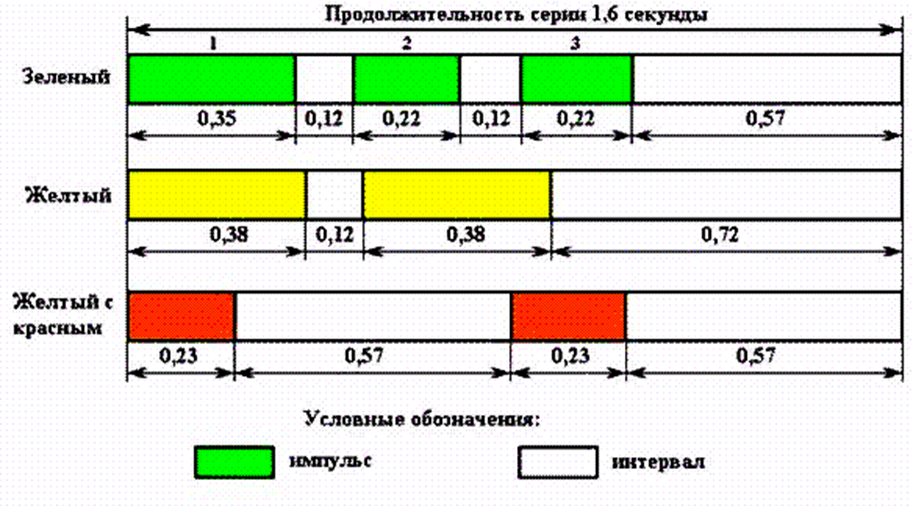 Продолжительность серии 1,6 секунды
1 2 3
Зеленый
0,35 0,12 0,22 0,12 0,22 0,57
Желтый
0,38 0,12 0,38 0,72
Желтый с
красным
0,23 0,57 0,23 0,57
Условные обозначения:
импульс интервал